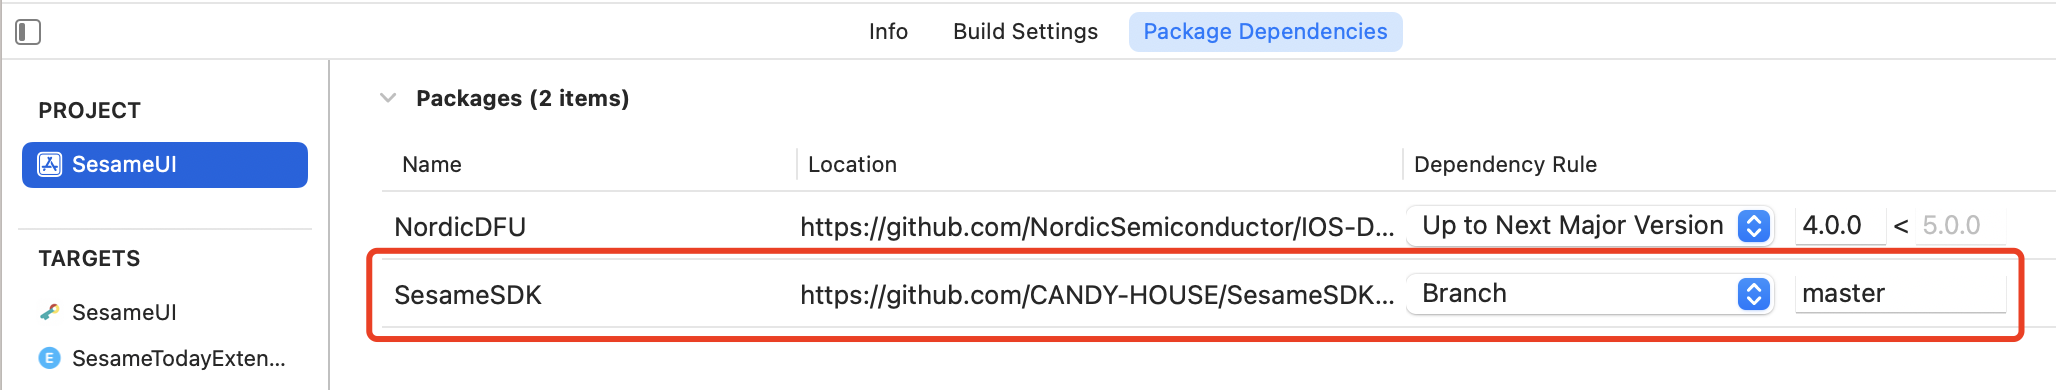 Info Build Settings Package Dependencies
PROJECT
SesameUI
TARGETS
SesameUI
E SesameTodayExten...
Packages (2 items)
Name Location Dependency Rule
NordicDFU https://github.com/NordicSemiconductor/IOS-D... Up to Next Major Version 4.0.0 < 5.0.0
SesameSDK https://github.com/CANDY-HOUSE/SesameSDK... Branch master